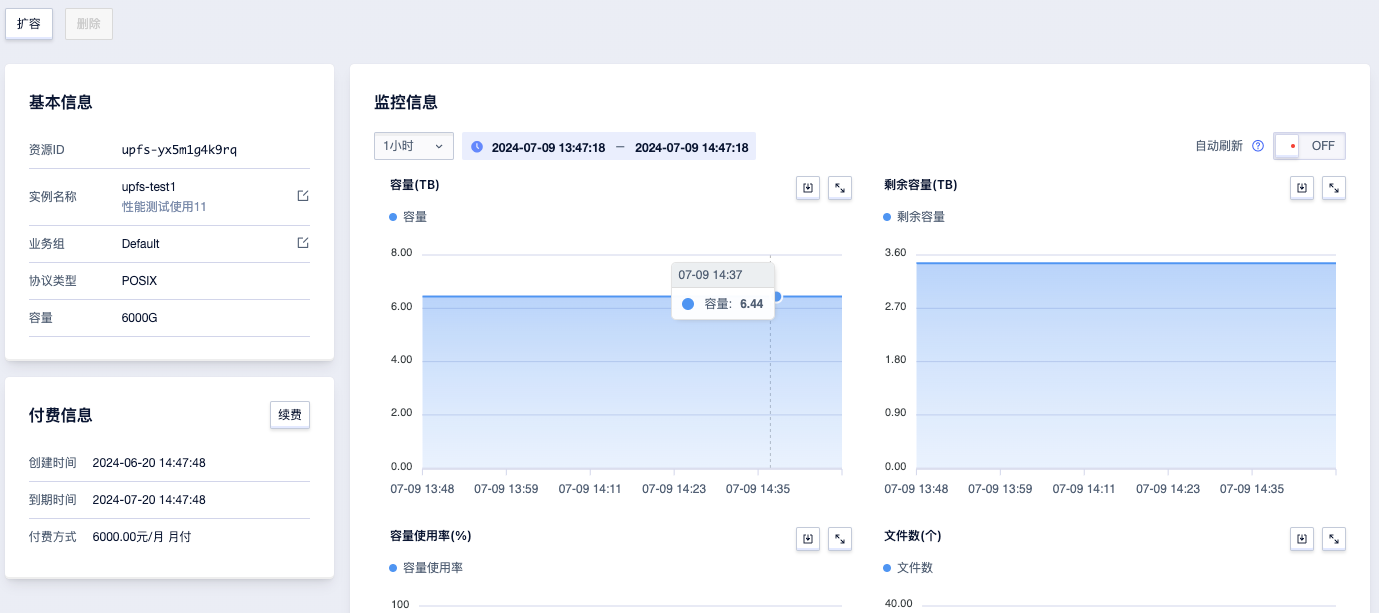 扩容
删除
基本信息
资源ID upfs-yx5m1g4k9rq
实例名称 upfs-test1
性能测试使用11
业务组 Default
协议类型 POSIX
容量 6000G
付费信息 续费
创建时间 2024-06-20 14:47:48
到期时间 2024-07-20 14:47:48
付费方式 6000.00元/月 月付
监控信息
1小时 2024-07-09 13:47:18 — 2024-07-09 14:47:18 自动刷新 OFF
容量(TB)
容量
8.00
6.00
4.00
2.00
0.00
07-09 14:37
容量: 6.44
07-09 13:48 07-09 13:59 07-09 14:11 07-09 14:23 07-09 14:35
剩余容量(TB)
剩余容量
3.60
2.70
1.80
0.90
0.00
07-09 13:48 07-09 13:59 07-09 14:11 07-09 14:23 07-09 14:35
容量使用率(%)
容量使用率
100
文件数(个)
文件数
40.00